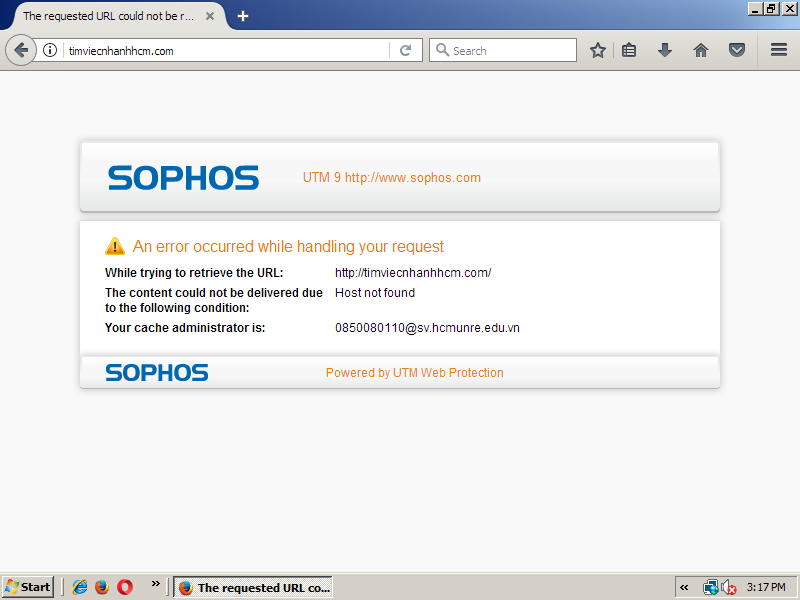 The requested URL could not be r...
timviecnhanhhcm.com
Search
SOPHOS
UTM 9 http://www.sophos.com
An error occurred while handling your request
While trying to retrieve the URL: http://timviecnhanhhcm.com/
The content could not be delivered due Host not found
to the following condition:
Your cache administrator is: 0850080110@sv.hcmunre.edu.vn
SOPHOS
Powered by UTM Web Protection
Start
The requested URL co...
3:17 PM